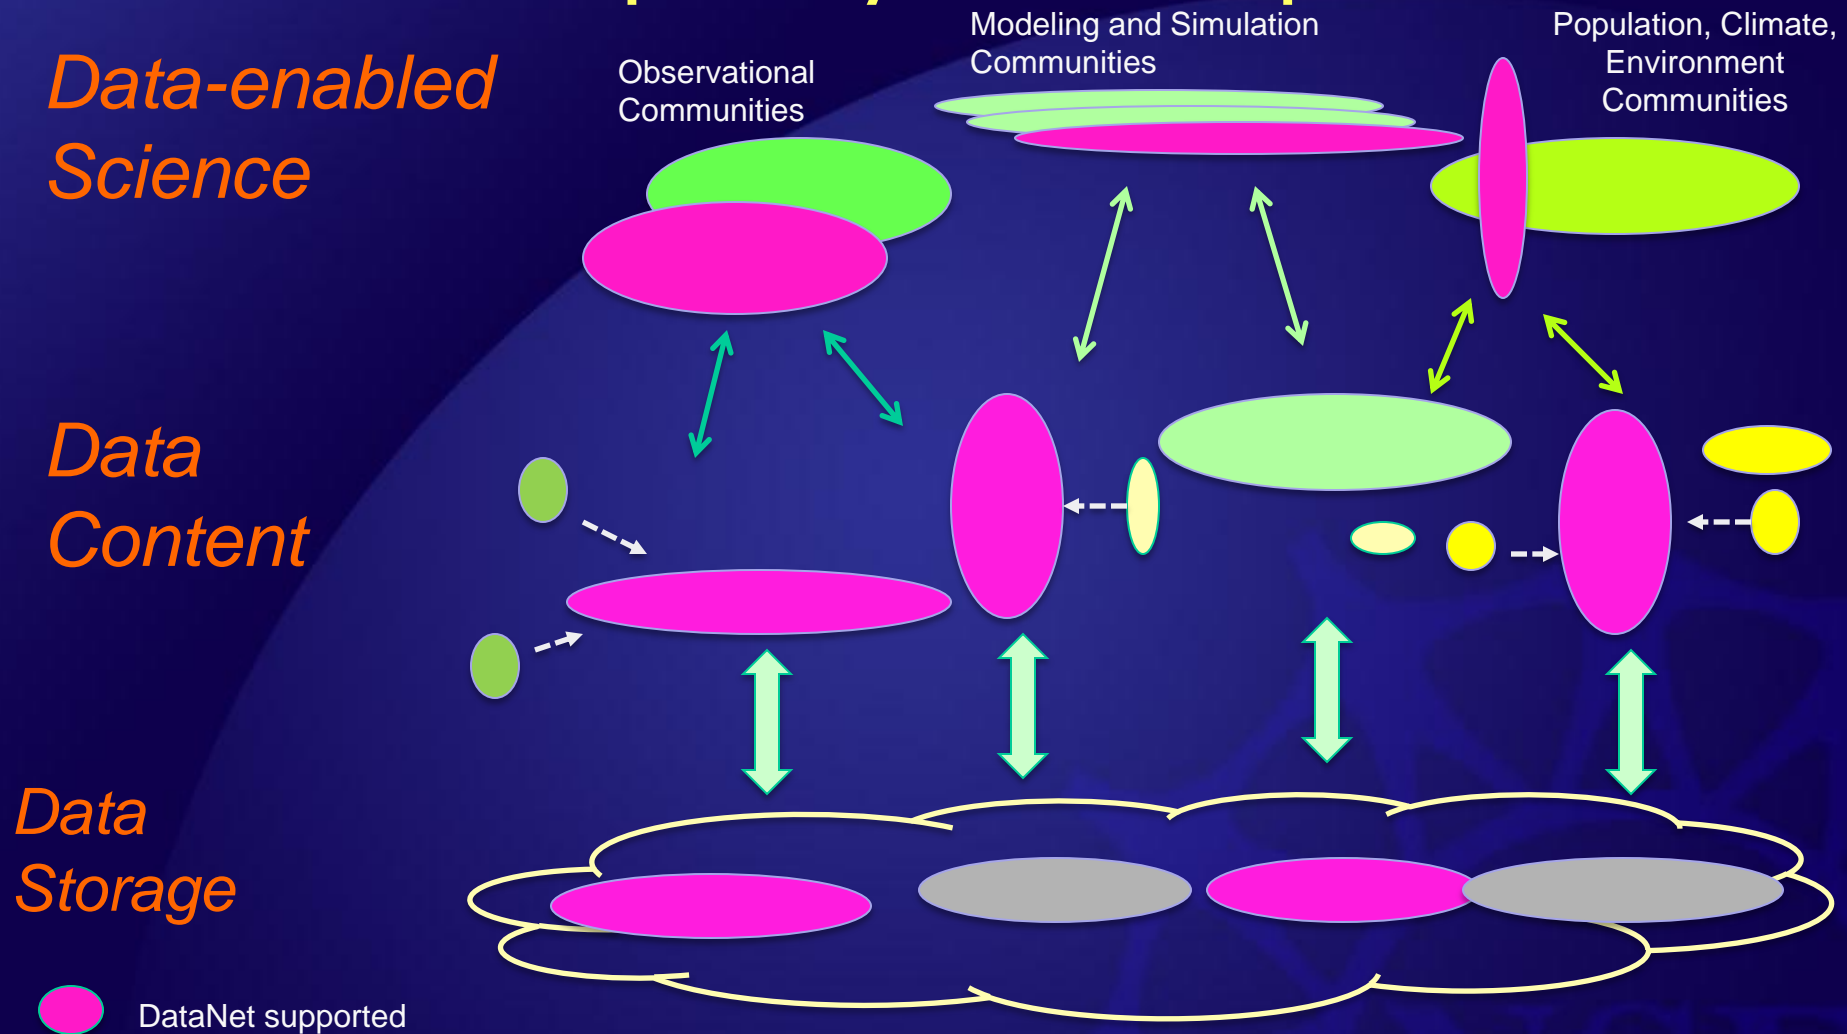 Modeling and Simulation
Communities
Population, Climate,
Environment
Communities
Observational
Communities
Data-enabled
Science
Data
Content
Data
Storage
DataNet supported